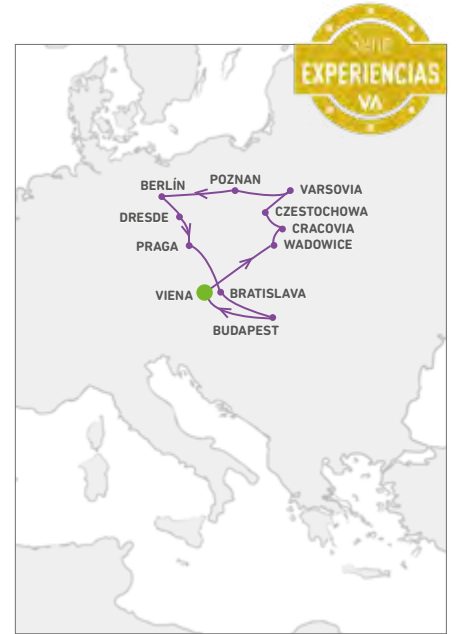 Serie
EXPERIENCIAS
VA
BERLÍN
POZNAN
VARSOVIA
DRESDE
CZESTOCHOWA
CRACOVIA
PRAGA
WADOWICE
VIENA
BRATISLAVA
BUDAPEST